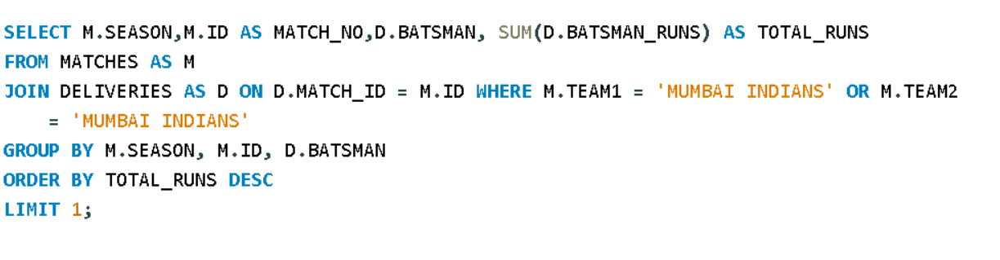 SELECT M.SEASON,M.ID AS MATCH_NO,D.BATSMAN, SUM(D.BATSMAN_RUNS) AS TOTAL_RUNS
FROM MATCHES AS M
JOIN DELIVERIES AS D ON D.MATCH_ID = M.ID WHERE M.TEAM1 = 'MUMBAI INDIANS' OR M.TEAM2
= 'MUMBAI INDIANS'
GROUP BY M.SEASON, M.ID, D.BATSMAN
ORDER BY TOTAL_RUNS DESC
LIMIT 1;